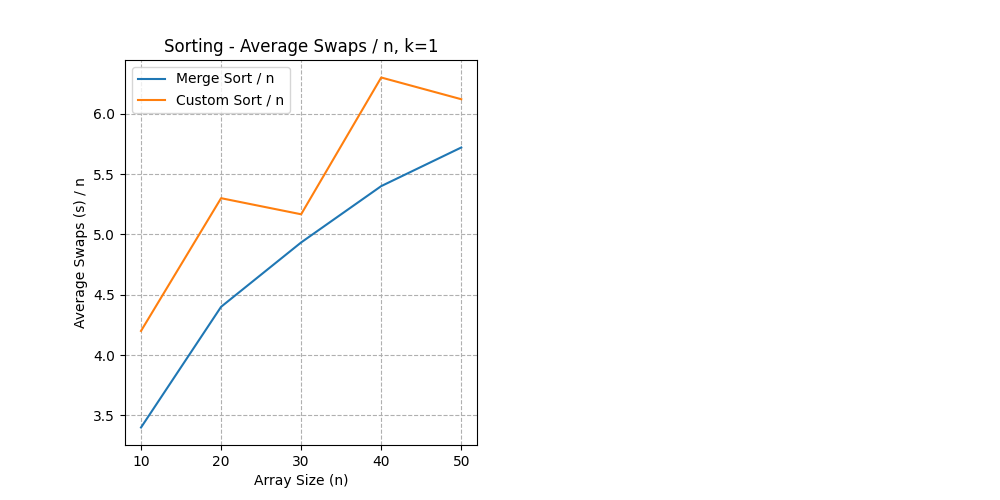 Sorting - Average Swaps / n, k=1
Merge Sort / n
Custom Sort / n
Average Swaps (s) / n
6.0
5.5
5.0
4.5
4.0
3.5
10 20 30 40 50
Array Size (n)